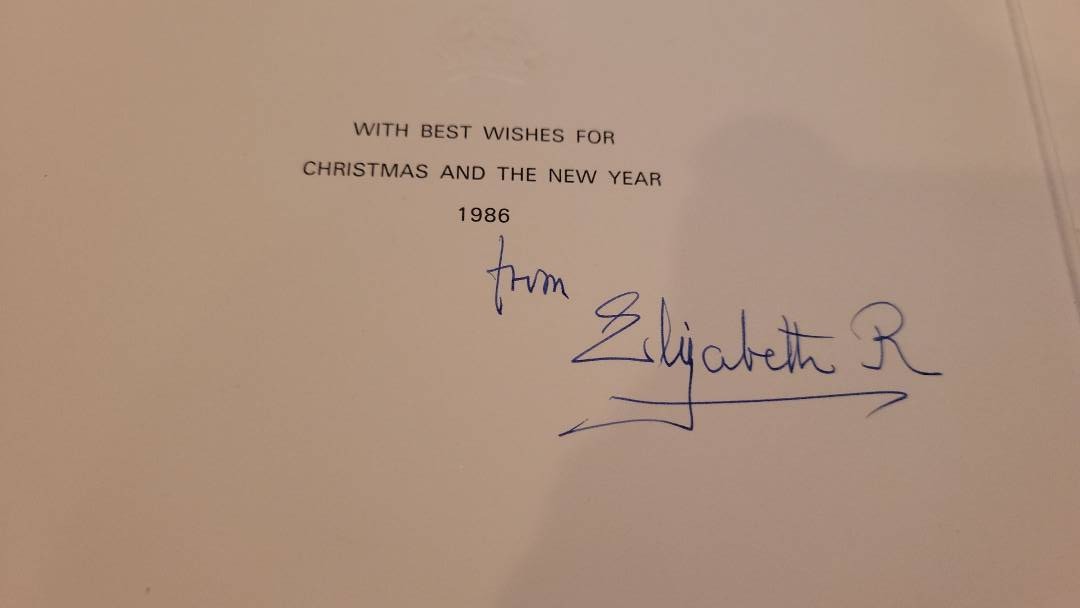 WITH BEST WISHES FOR
CHRISTMAS AND THE NEW YEAR
1986
from
Elizabeth R